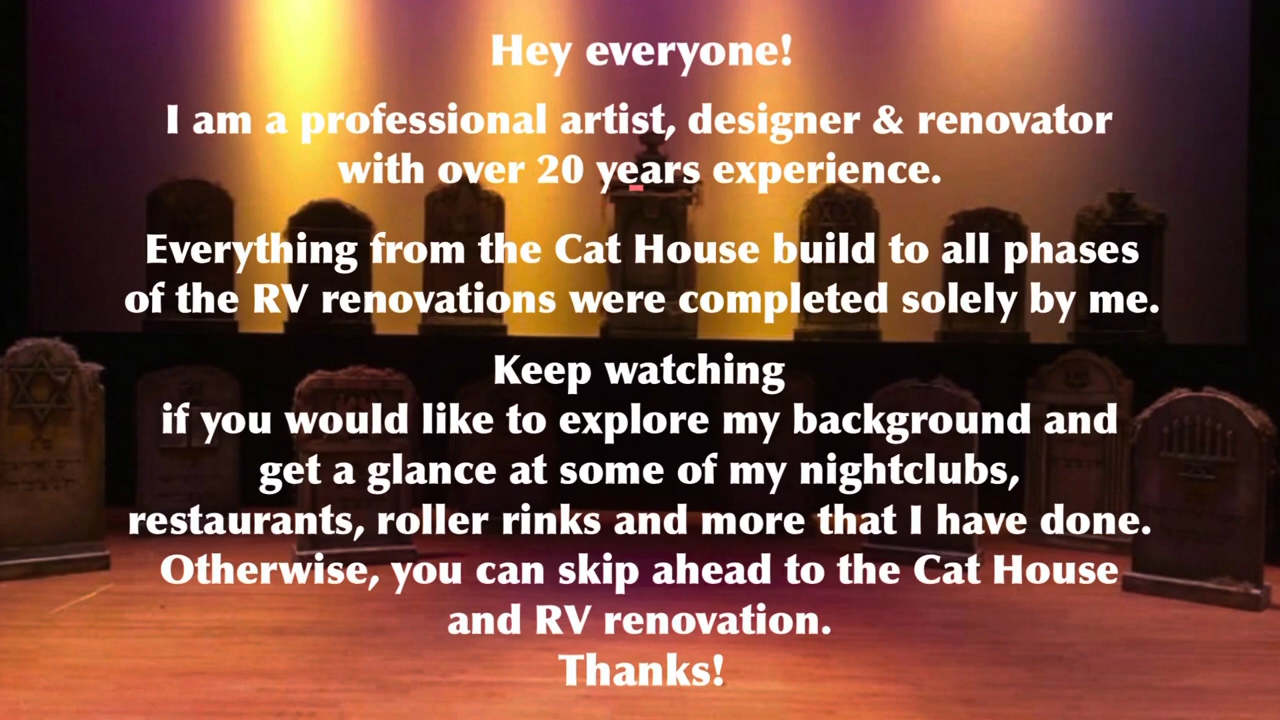 Hey everyone!
I am a professional artist, designer & renovator
with over 20 years experience.
Everything from the Cat House build to all phases
of the RV renovations were completed solely by me.
Keep watching
if you would like to explore my background and
get a glance at some of my nightclubs,
restaurants, roller rinks and more that I have done.
Otherwise, you can skip ahead to the Cat House
and RV renovation.
Thanks!